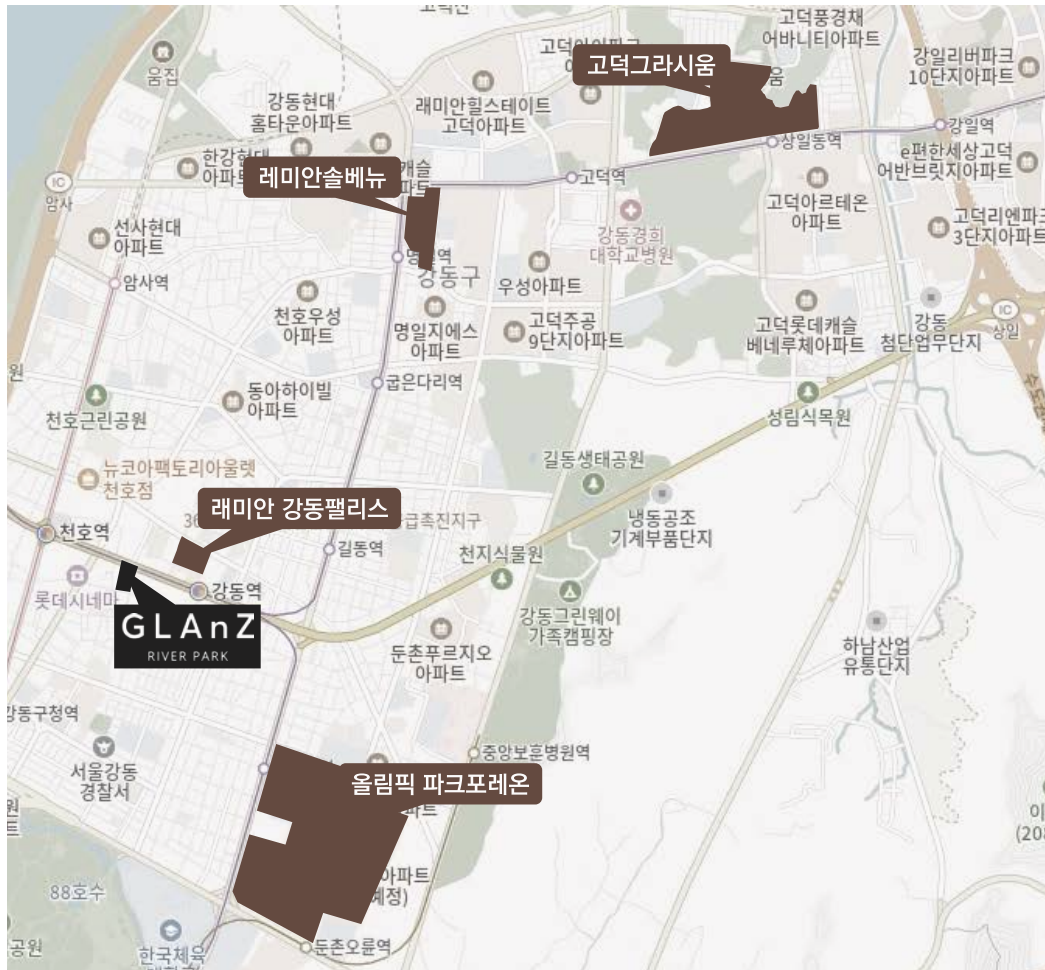 고덕풍경채
어바니티아파트
고덕그라시움
강일리버파크
10단지아파트
움집
강동현대
홈타운아파트
래미안힐스테이트
고덕아파트
강일역
상일동역
e편한세상고덕
어반브릿지아파트
한강현대
레미안솔베뉴
고덕역
IC
암사
고덕아르테온
아파트
고덕리엔파크
3단지아파트
선사현대
아파트
강동경희
대학교병원
강동구
우성아파트
암사역
천호우성
아파트
명일지에스
아파트
고덕주공
9단지아파트
고덕롯데캐슬
베네루체아파트
강동
첨단업무단지
IC
상일
굽은다리역
동아하이빌
아파트
천호근린공원
성림식목원
뉴코아팩토리아울렛
천호점
길동생태공원
래미안 강동팰리스
급촉진지구
냉동공조
기계부품단지
천호역
길동역
천지식물원
롯데시네마
강동역
GLAnZ
RIVER PARK
강동그린웨이
가족캠핑장
둔촌푸르지오
아파트
하남산업
유통단지
강동구청역
서울강동
경찰서
중앙보훈병원역
올림픽 파크포레온
아파트
예정)
88호수
둔촌오륜역
한국체육
공원